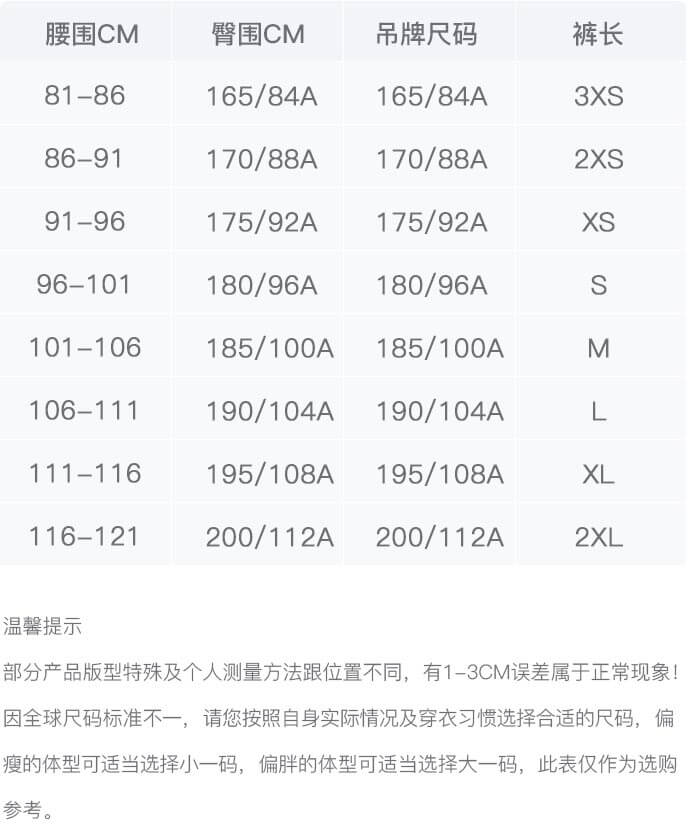 腰围CM 臀围CM 吊牌尺码 裤长
81-86 165/84A 165/84A 3XS
86-91 170/88A 170/88A 2XS
91-96 175/92A 175/92A XS
96-101 180/96A 180/96A S
101-106 185/100A 185/100A M
106-111 190/104A 190/104A L
111-116 195/108A 195/108A XL
116-121 200/112A 200/112A 2XL
温馨提示
部分产品版型特殊及个人测量方法跟位置不同，有1-3CM误差属于正常现象！
因全球尺码标准不一，请您按照自身实际情况及穿衣习惯选择合适的尺码，偏
瘦的体型可适当选择小一码，偏胖的体型可适当选择大一码，此表仅作为选购
参考。